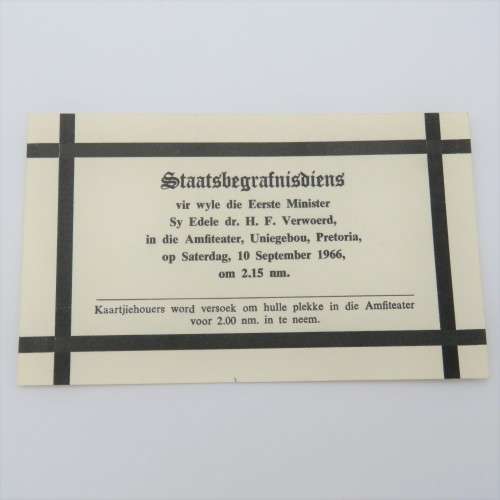 Staatsbegrafnisdiens
vir wyle die Eerste Minister
Sy Edele dr. H. F. Verwoerd,
in die Amfiteater, Uniegebou, Pretoria,
op Saterdag, 10 September 1966,
om 2.15 nm.
Kaartjiehouers word versoek om hulle plekke in die Amfiteater
voor 2.00 nm. in te neem.